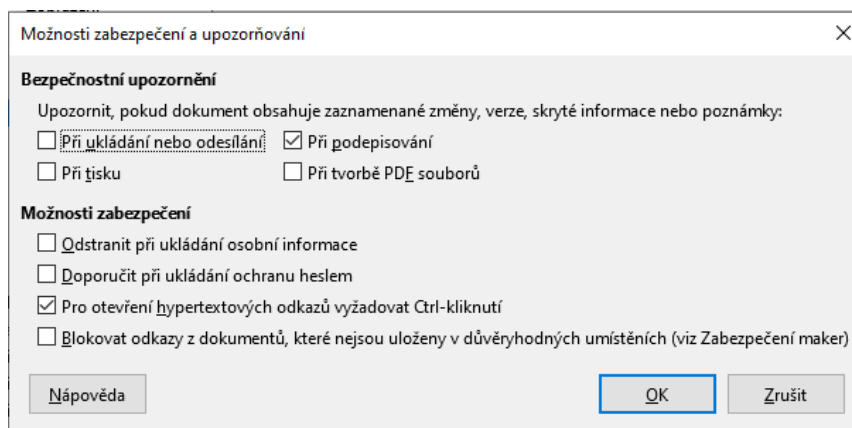 Možnosti zabezpečení a upozorňování
Bezpečnostní upozornění
Upozornit, pokud dokument obsahuje zaznamenané změny, verze, skryté informace nebo poznámky:
Při ukládání nebo odesílání
Při podepisování
Při tisku
Při tvorbě PDF souborů
Možnosti zabezpečení
Odstranit při ukládání osobní informace
Doporučit při ukládání ochranu heslem
Pro otevření hypertextových odkazů vyžadovat Ctrl-kliknutí
Blokovat odkazy z dokumentů, které nejsou uloženy v důvěryhodných umístěních (viz Zabezpečení maker)
Nápověda
OK
Zrušit